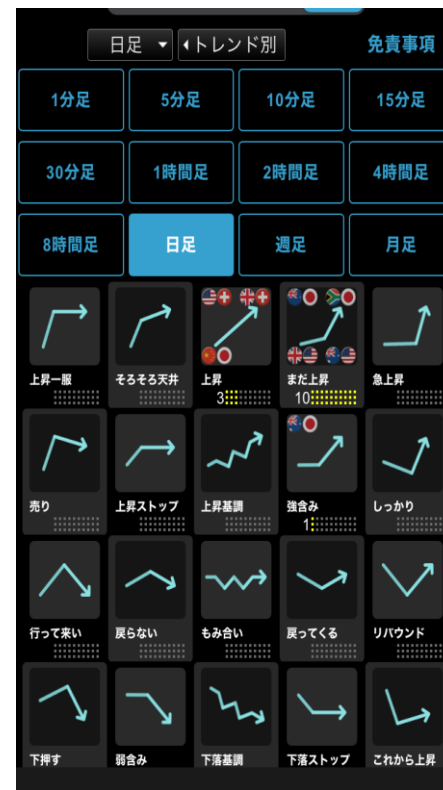 日足 ▼ ◀トレンド別 免責事項
1分足 5分足 10分足 15分足
30分足 1時間足 2時間足 4時間足
8時間足 日足 週足 月足
上昇一服 そろそろ天井 上昇 まだ上昇 急上昇
3 10
売り 上昇ストップ 上昇基調 強含み しっかり
1
行って来い 戻らない もみ合い 戻ってくる リバウンド
下押す 弱含み 下落基調 下落ストップ これから上昇